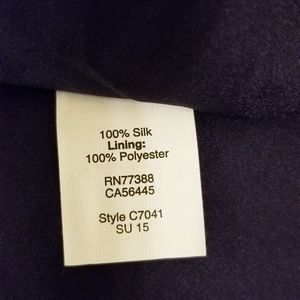 100% Silk
Lining:
100% Polyester
RN77388
CA56445
Style C7041
SU 15